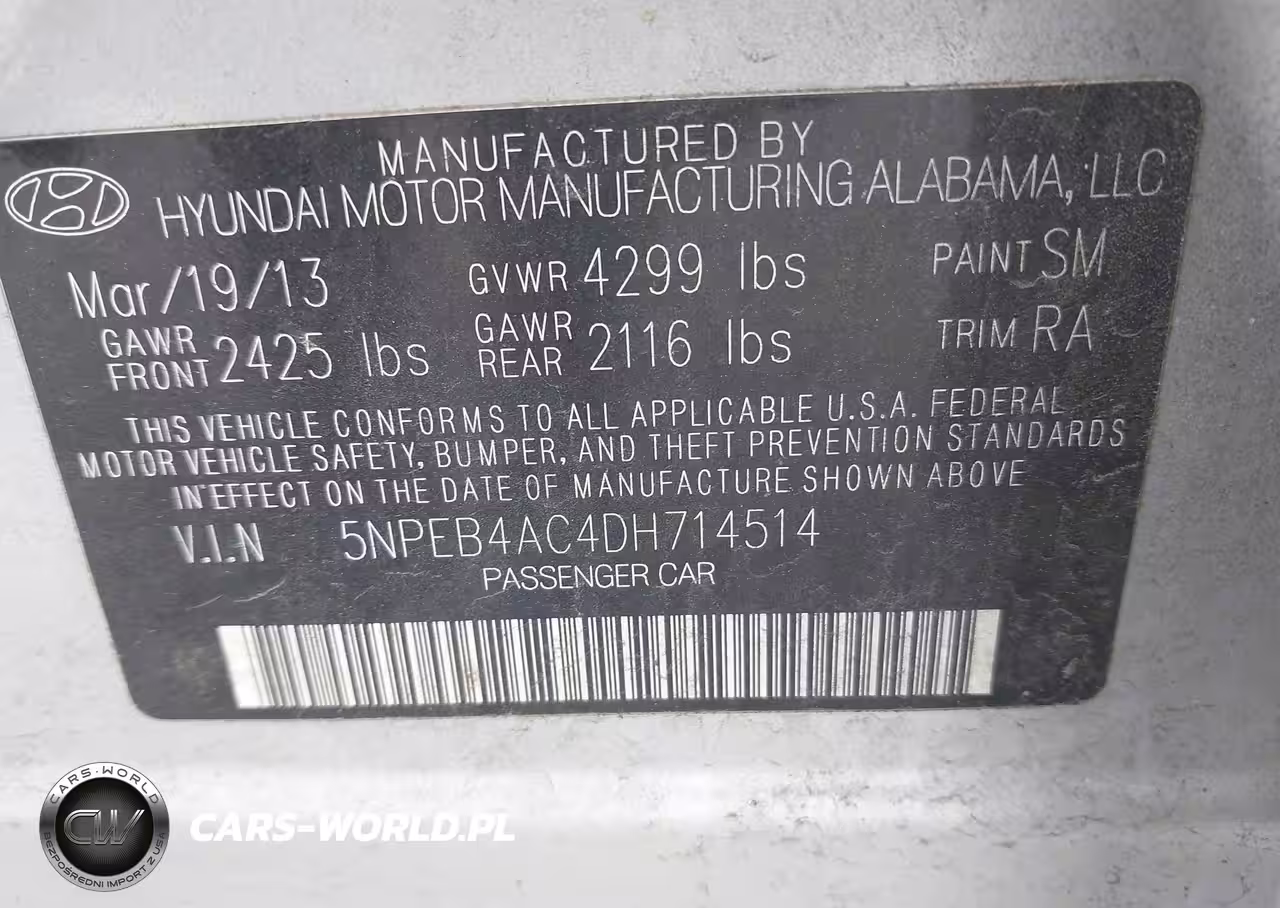 MANUFACTURED BY
HYUNDAI MOTOR MANUFACTURING ALABAMA, LLC
Mar/19/13 GVWR 4299 lbs PAINT SM
GAWR FRONT 2425 lbs GAWR REAR 2116 lbs TRIM RA
THIS VEHICLE CONFORMS TO ALL APPLICABLE U.S.A. FEDERAL
MOTOR VEHICLE SAFETY, BUMPER, AND THEFT PREVENTION STANDARDS
IN EFFECT ON THE DATE OF MANUFACTURE SHOWN ABOVE
V.I.N 5NPEB4AC4DH714514
PASSENGER CAR
CARS-WORLD
CW
BEZPOŚREDNI IMPORT Z USA
CARS-WORLD.PL